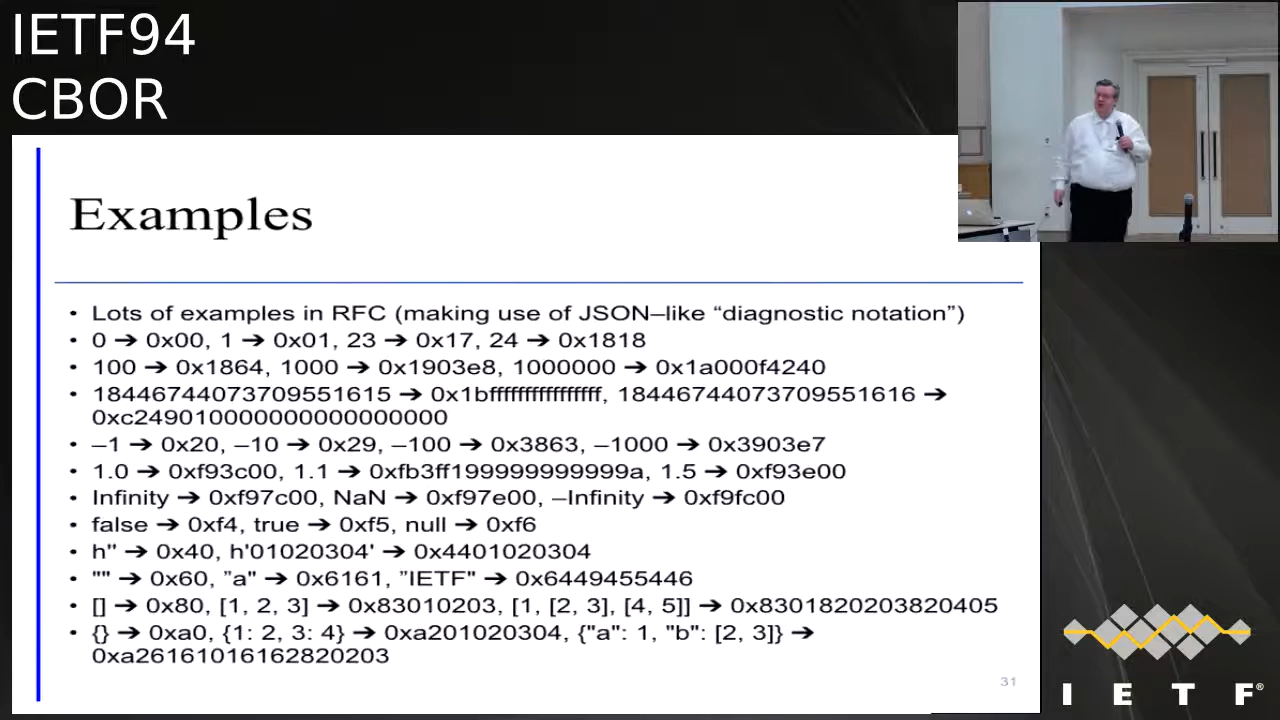 IETF94
CBOR
Examples
• Lots of examples in RFC (making use of JSON–like “diagnostic notation”)
• 0 ➔ 0x00, 1 ➔ 0x01, 23 ➔ 0x17, 24 ➔ 0x1818
• 100 ➔ 0x1864, 1000 ➔ 0x1903e8, 1000000 ➔ 0x1a000f4240
• 18446744073709551615 ➔ 0x1bffffffffffffffff, 18446744073709551616 ➔
0xc249010000000000000000
• –1 ➔ 0x20, –10 ➔ 0x29, –100 ➔ 0x3863, –1000 ➔ 0x3903e7
• 1.0 ➔ 0xf93c00, 1.1 ➔ 0xfb3ff199999999999a, 1.5 ➔ 0xf93e00
• Infinity ➔ 0xf97c00, NaN ➔ 0xf97e00, –Infinity ➔ 0xf9fc00
• false ➔ 0xf4, true ➔ 0xf5, null ➔ 0xf6
• h'' ➔ 0x40, h'01020304' ➔ 0x4401020304
• "" ➔ 0x60, ”a" ➔ 0x6161, ”IETF" ➔ 0x6449455446
• [] ➔ 0x80, [1, 2, 3] ➔ 0x83010203, [1, [2, 3], [4, 5]] ➔ 0x8301820203820405
• {} ➔ 0xa0, {1: 2, 3: 4} ➔ 0xa201020304, {"a": 1, "b": [2, 3]} ➔
0xa26161016162820203
31
I E T F®